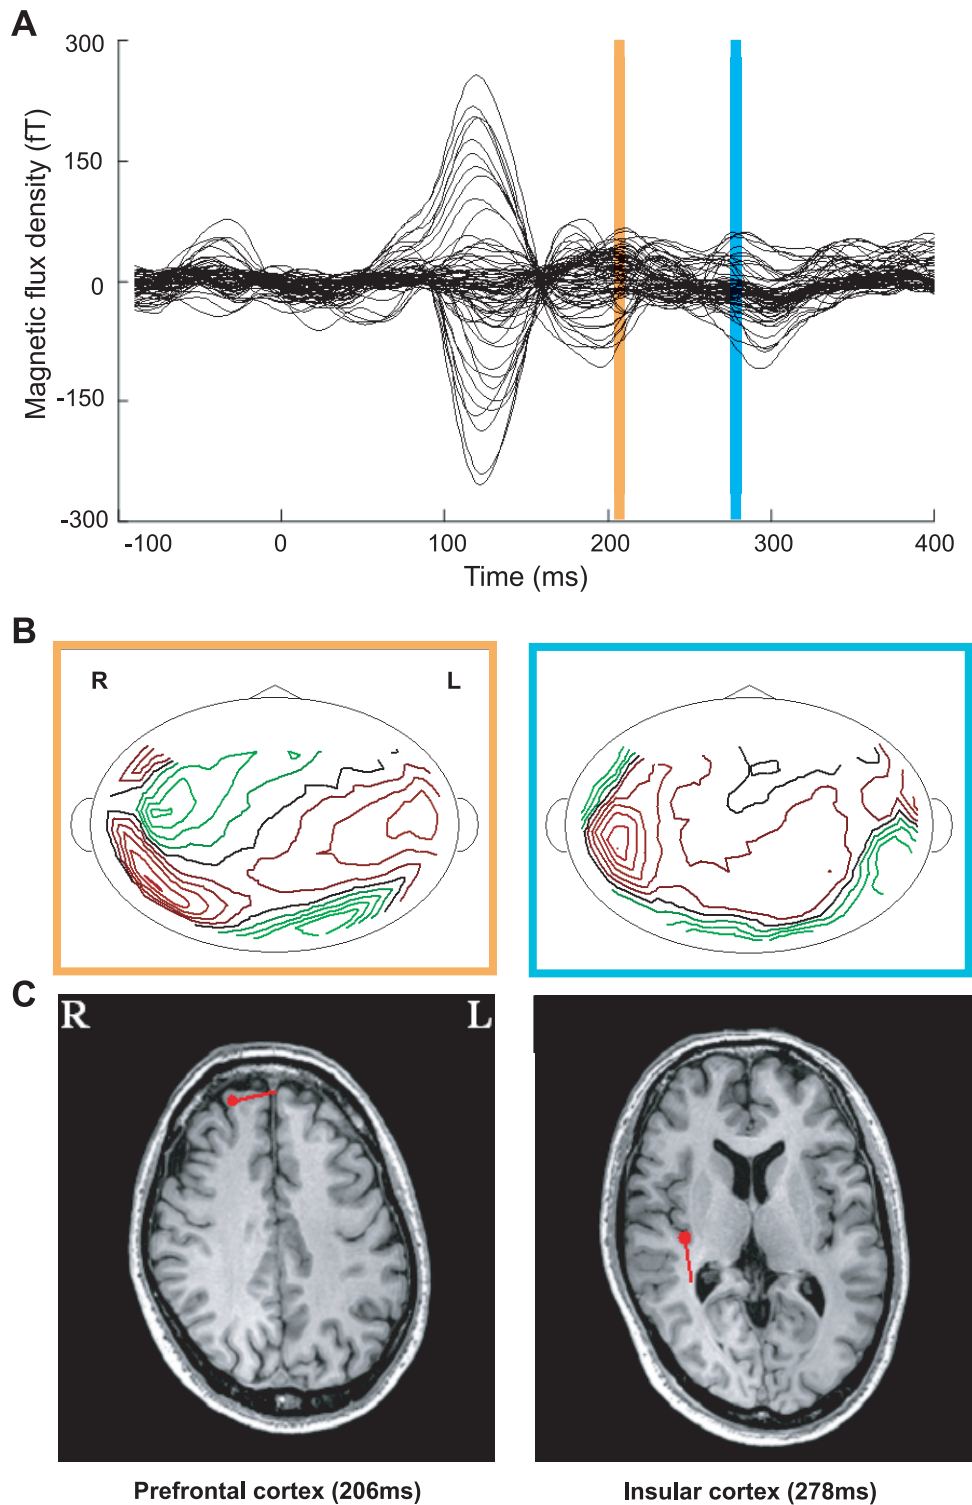 A
300
150
0
-150
-300
Magnetic flux density (fT)
-100 0 100 200 300 400
Time (ms)
B
R L
C
R L
Prefrontal cortex (206ms) Insular cortex (278ms)